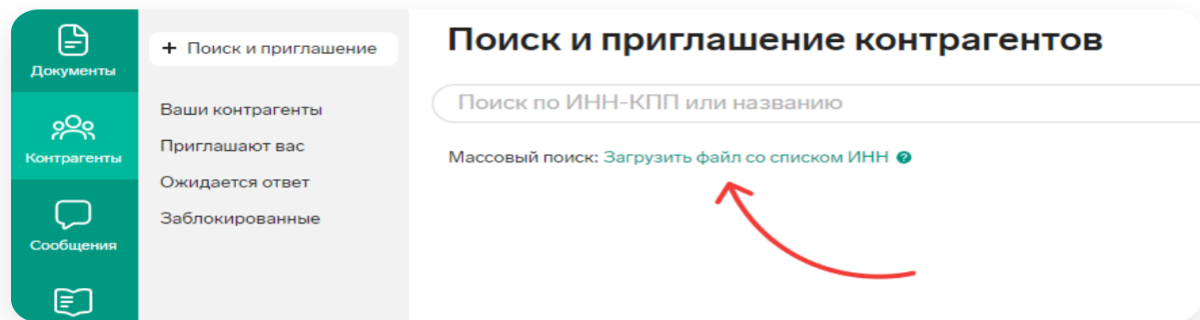 Документы
Контрагенты
Сообщения
+ Поиск и приглашение
Ваши контрагенты
Приглашают вас
Ожидается ответ
Заблокированные
Поиск и приглашение контрагентов
Поиск по ИНН-КПП или названию
Массовый поиск: Загрузить файл со списком ИНН ?